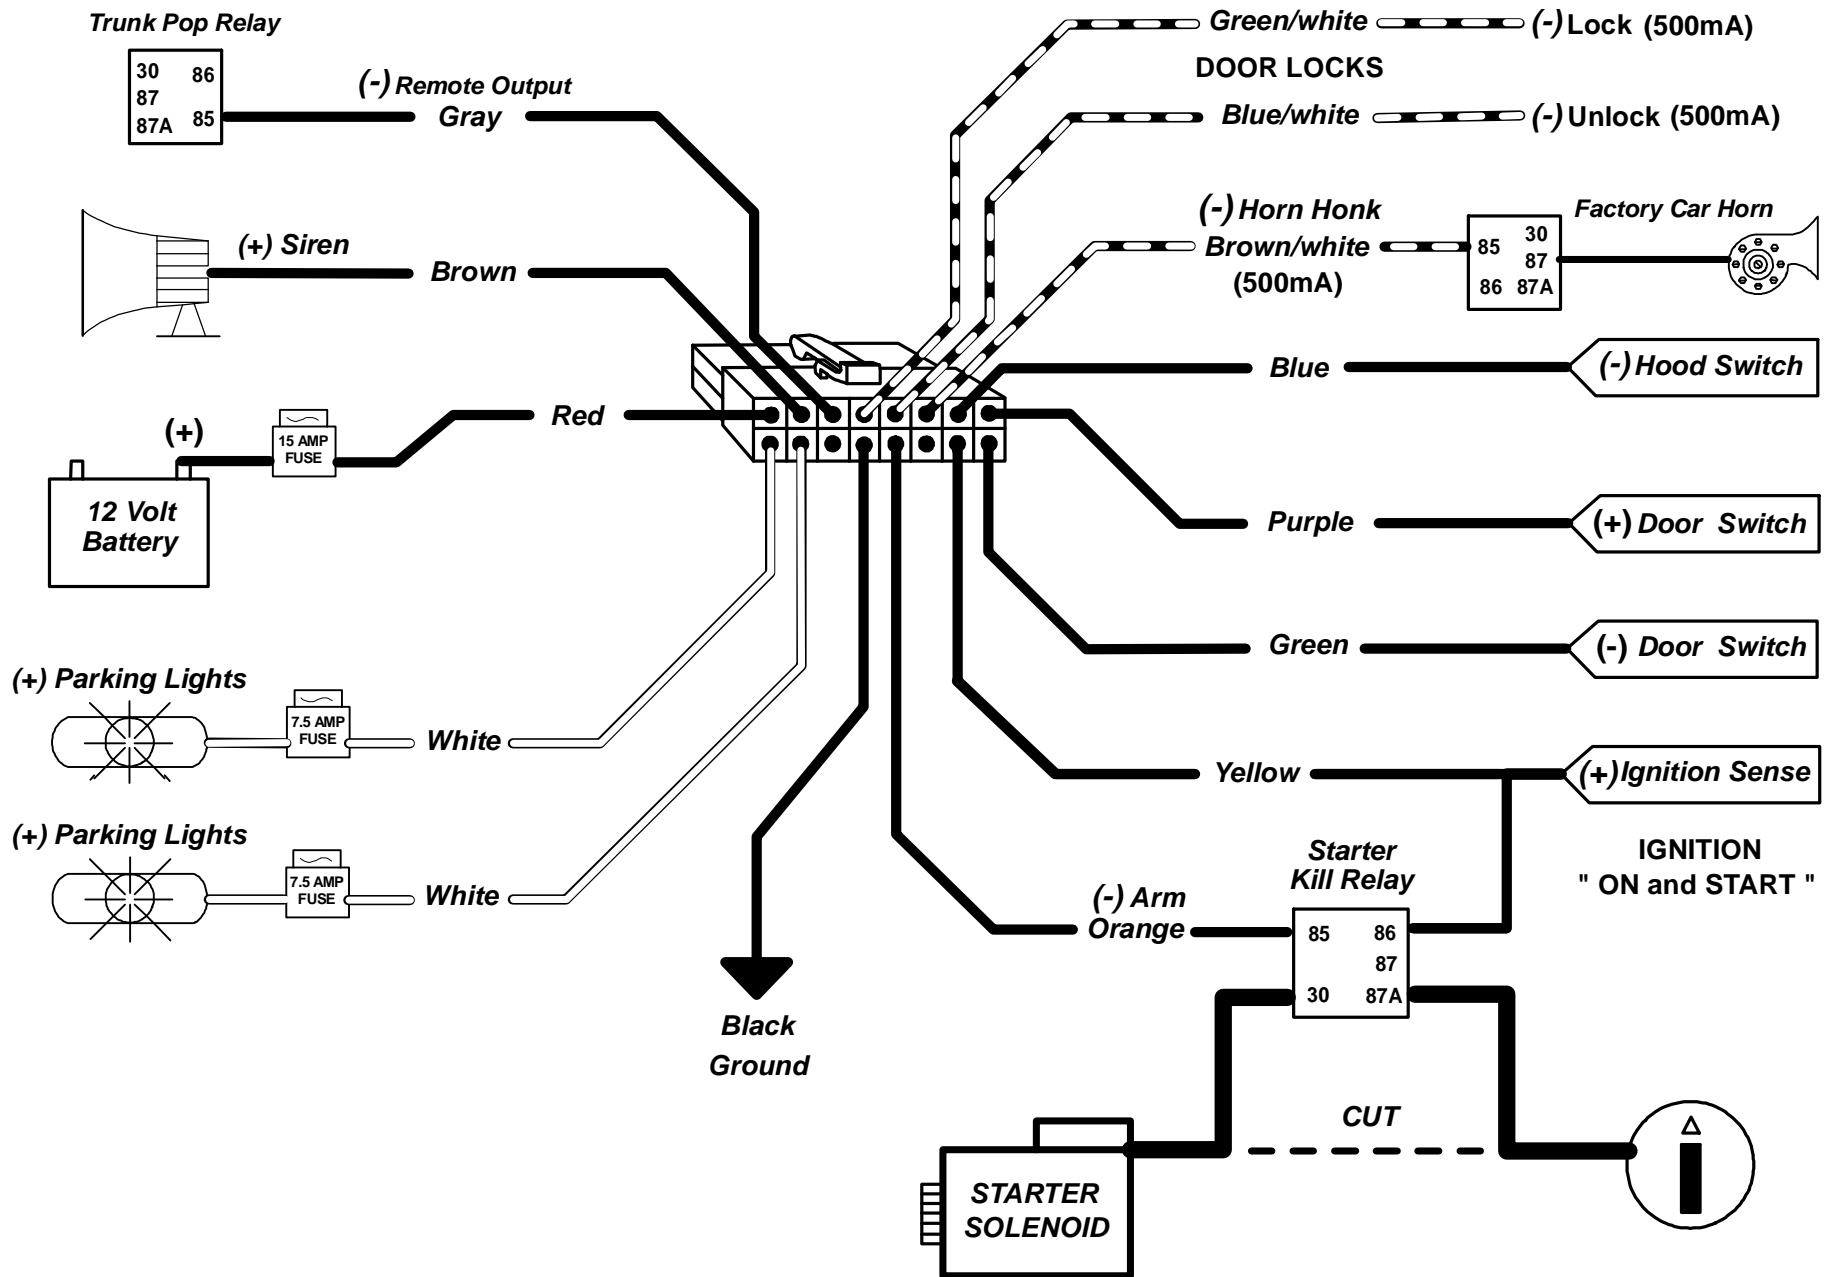 Trunk Pop Relay
30 86
87
87A 85
(-) Remote Output
Gray
(+) Siren
Brown
(+)
15 AMP
FUSE
Red
12 Volt
Battery
(+) Parking Lights
7.5 AMP
FUSE
White
(+) Parking Lights
7.5 AMP
FUSE
White
Black
Ground
Green/white
(-) Lock (500mA)
DOOR LOCKS
Blue/white
(-) Unlock (500mA)
(-) Horn Honk
Brown/white
(500mA)
Factory Car Horn
85 30
87
86 87A
Blue
(-) Hood Switch
Purple
(+) Door Switch
Green
(-) Door Switch
Yellow
(+)Ignition Sense
IGNITION
" ON and START "
Starter
Kill Relay
(-) Arm
Orange
85 86
87
30 87A
CUT
STARTER
SOLENOID